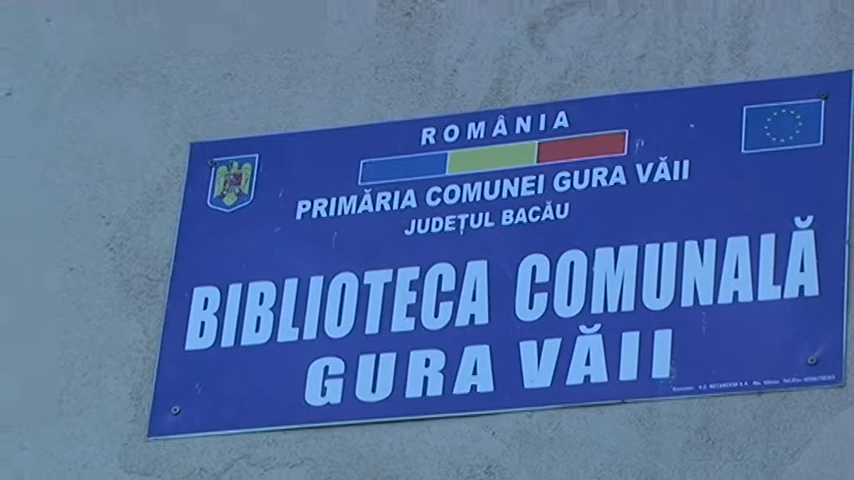 ROMÂNIA
PRIMĂRIA COMUNEI GURA VĂII
JUDEȚUL BACĂU
BIBLIOTECA COMUNALĂ
GURA VĂII